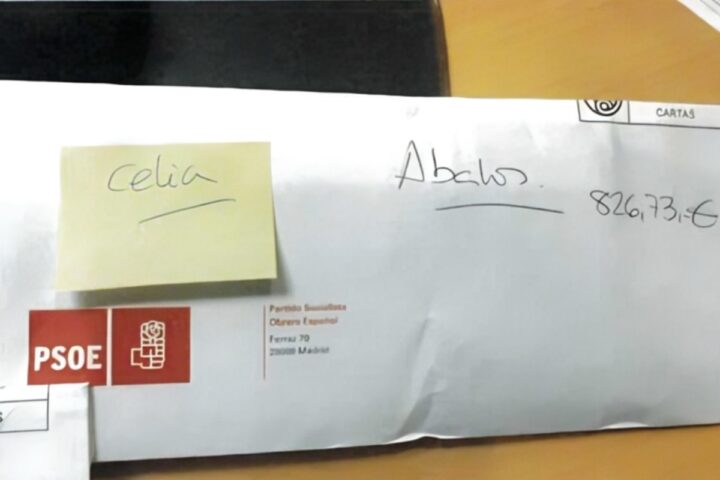 CARTAS
celia
Abalos.
826,73,-€
Partido Socialista
Obrero Español
Ferraz 70
28008 Madrid
PSOE
S